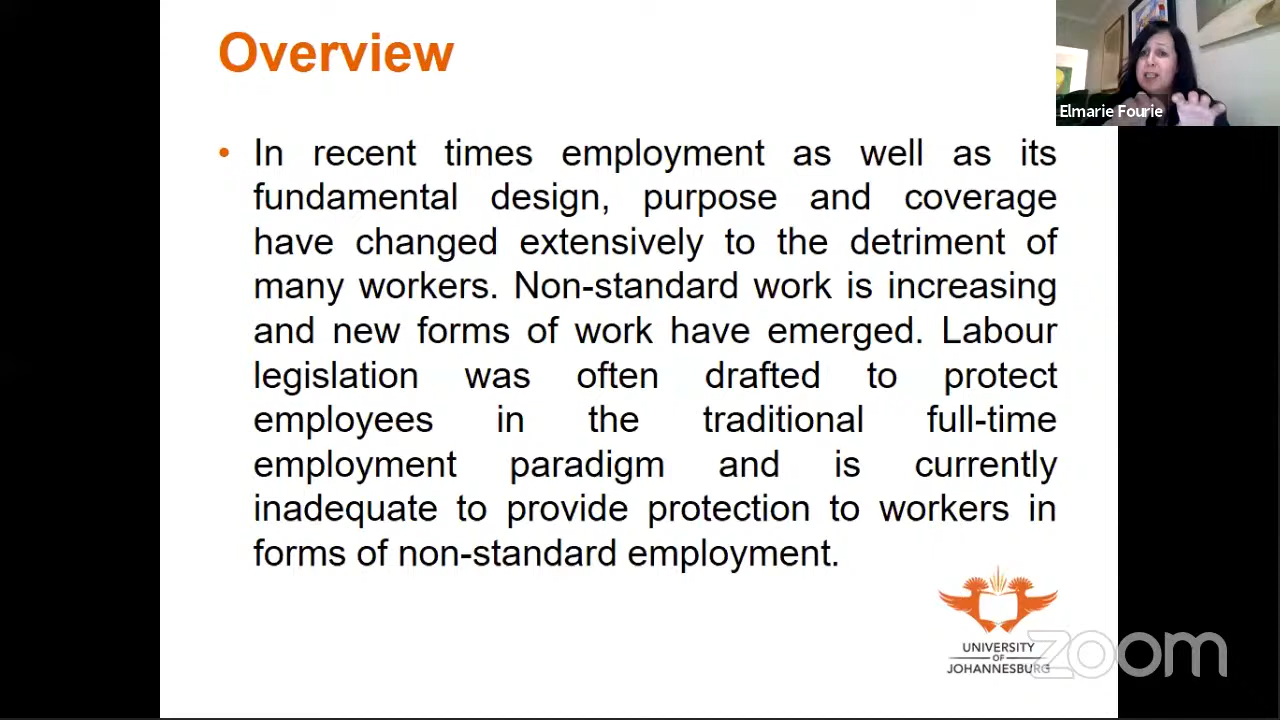 Overview
Elmarie Fourie
• In recent times employment as well as its
fundamental design, purpose and coverage
have changed extensively to the detriment of
many workers. Non-standard work is increasing
and new forms of work have emerged. Labour
legislation was often drafted to protect
employees in the traditional full-time
employment paradigm and is currently
inadequate to provide protection to workers in
forms of non-standard employment.
UNIVERSITY
OF
JOHANNESBURG
zoom